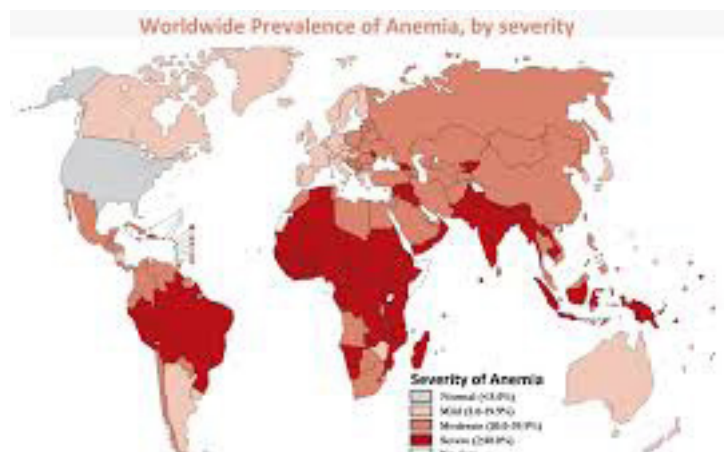 Worldwide Prevalence of Anemia, by severity
Severity of Anemia
Normal (<5.0%)
Mild (5.0-19.9%)
Moderate (20.0-39.9%)
Severe (≥40.0%)